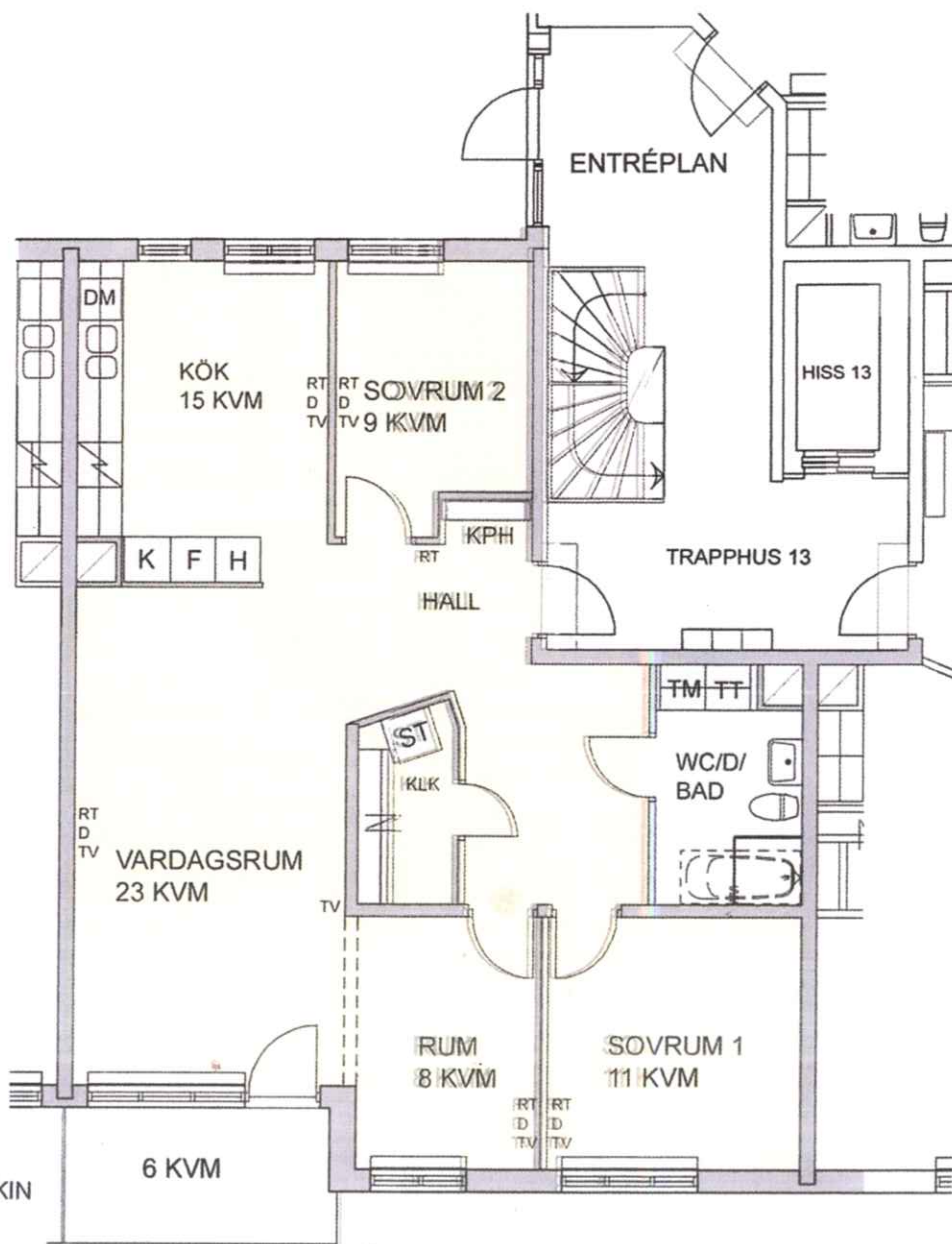 ENTRÉPLAN
DM
KÖK
15 KVM
RT
D
TV
RT
D
TV
SOVRUM 2
9 KVM
HISS 13
K F H
KPH
RT
HALL
TRAPPHUS 13
TM TT
ST
KLK
WC/D/
BAD
RT
D
TV
VARDAGSRUM
23 KVM
TV
RUM
8 KVM
SOVRUM 1
11 KVM
RT
D
TV
RT
D
TV
6 KVM
KIN